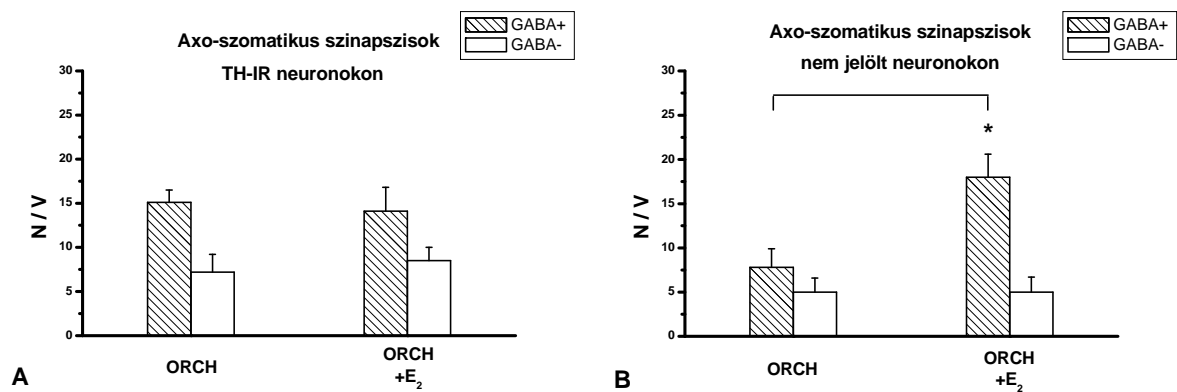 Axo-szomatikus szinapszisok
TH-IR neuronokon
GABA+
GABA-
N / V
30
25
20
15
10
5
0
ORCH
ORCH
+E₂
A
Axo-szomatikus szinapszisok
nem jelölt neuronokon
GABA+
GABA-
N / V
30
25
20
15
10
5
0
*
ORCH
ORCH
+E₂
B